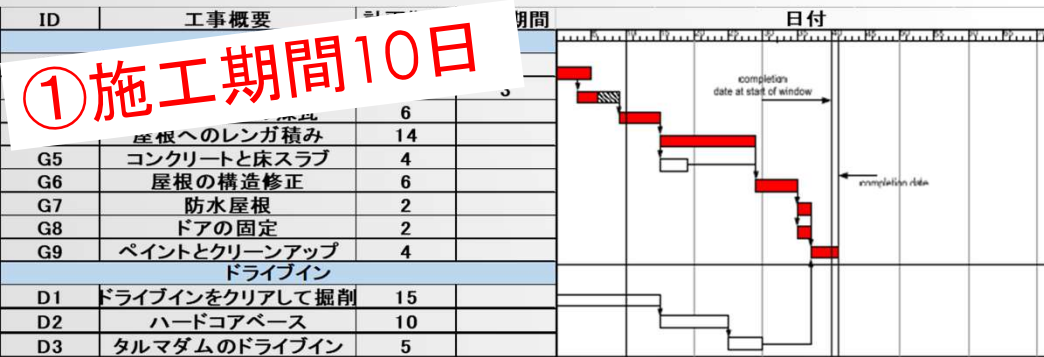 ID 工事概要 期間 日付
①施工期間10日
completion
date at start of window
3
6
屋根へのレンガ積み 14
G5 コンクリートと床スラブ 4
G6 屋根の構造修正 6
completion date
G7 防水屋根 2
G8 ドアの固定 2
G9 ペイントとクリーンアップ 4
ドライブイン
D1 ドライブインをクリアして掘削 15
D2 ハードコアベース 10
D3 タルマダムのドライブイン 5